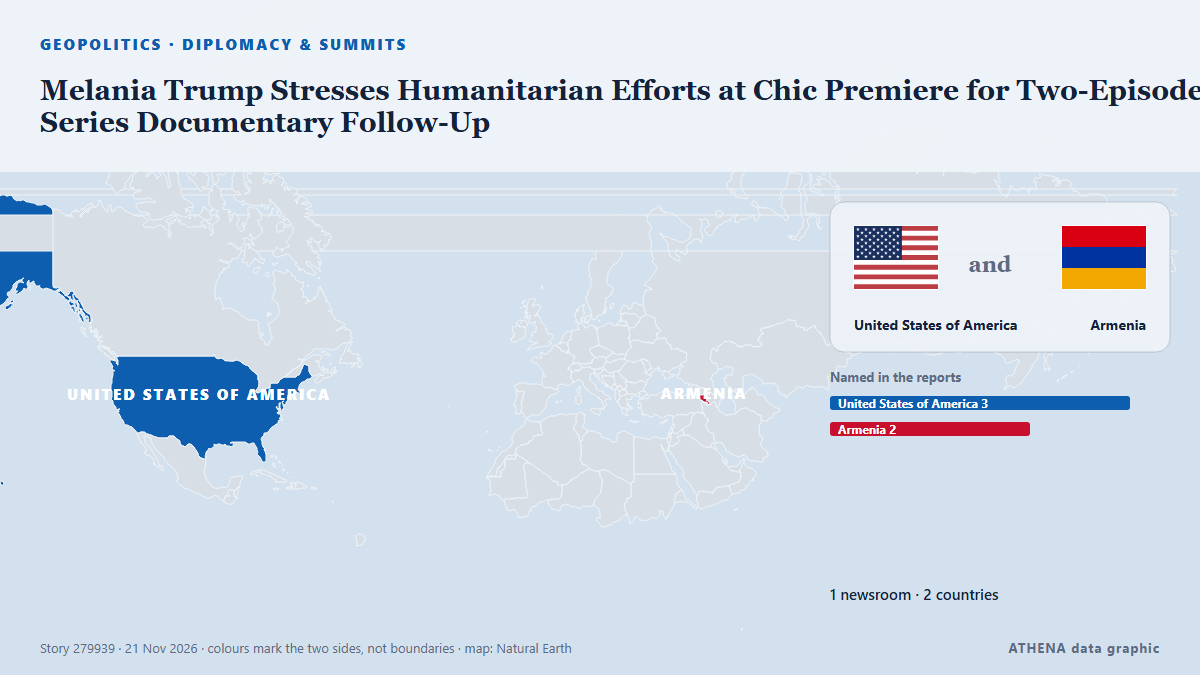 GEOPOLITICS · DIPLOMACY & SUMMITS
Melania Trump Stresses Humanitarian Efforts at Chic Premiere for Two-Episode
Series Documentary Follow-Up
and
United States of America
Armenia
UNITED STATES OF AMERICA
ARMENIA
Named in the reports
United States of America 3
Armenia 2
1 newsroom · 2 countries
Story 279939 · 21 Nov 2026 · colours mark the two sides, not boundaries · map: Natural Earth
ATHENA data graphic